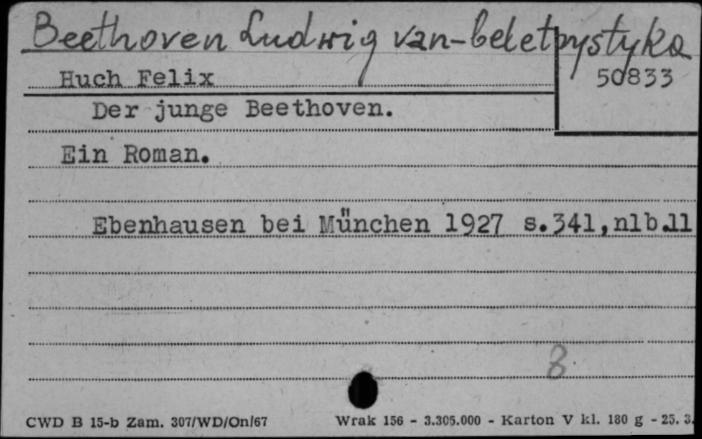 Beethoven Ludwig van-beletrystyka
Huch Felix
50833
Der junge Beethoven.
Ein Roman.
Ebenhausen bei München 1927 s.341,nlb.11
8
CWD B 15-b Zam. 307/WD/On/67 Wrak 156 - 3.305.000 - Karton V kl. 180 g - 25. 3.